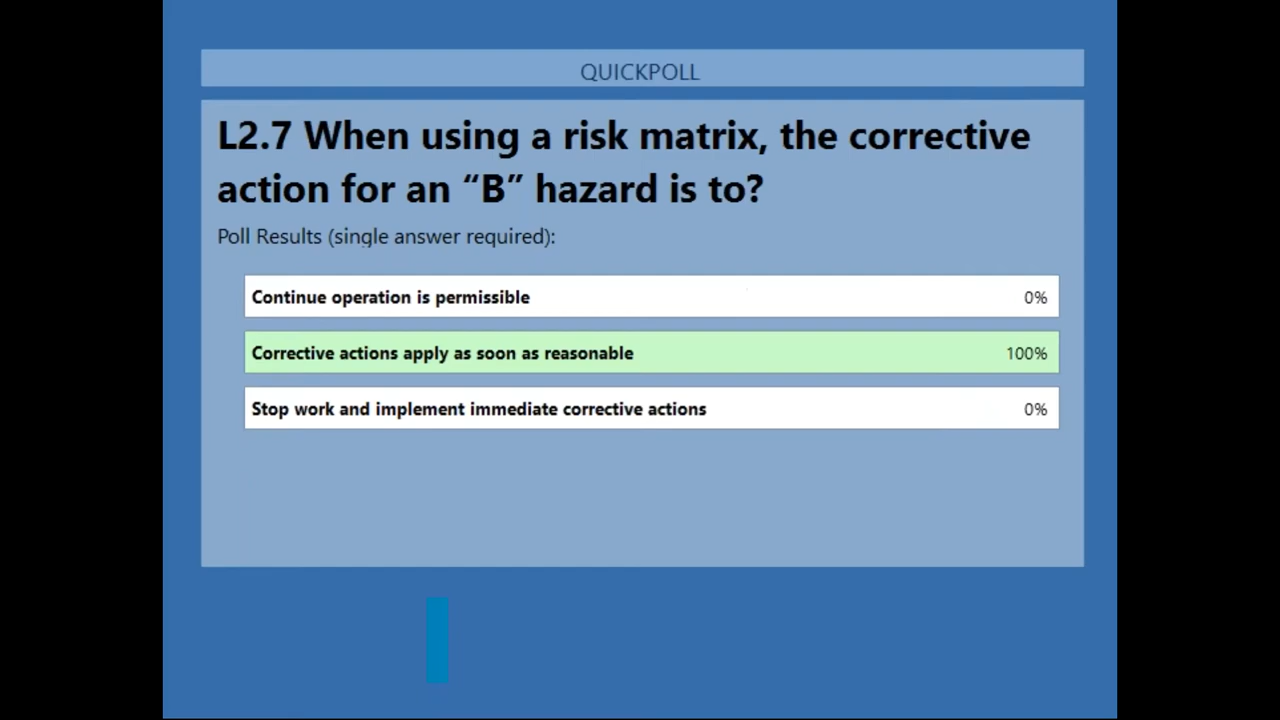 QUICKPOLL
L2.7 When using a risk matrix, the corrective
action for an “B” hazard is to?
Poll Results (single answer required):
Continue operation is permissible 0%
Corrective actions apply as soon as reasonable 100%
Stop work and implement immediate corrective actions 0%